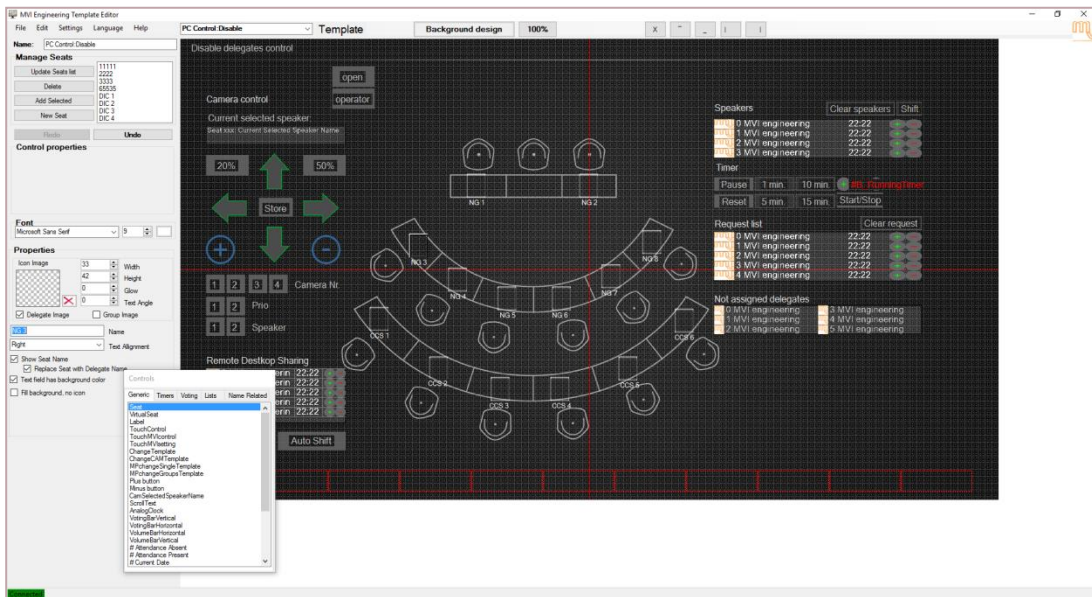 MVI Engineering Template Editor
File Edit Settings Language Help
PC Control:Disable
Template
Background design
100%
X
Name: PC Control:Disable
Manage Seats
Update Seats list
Delete
Add Selected
New Seat
11111
2222
3333
65535
DIC 1
DIC 2
DIC 3
DIC 4
Redo
Undo
Control properties
Font
Microsoft Sans Serif
9
Properties
Icon Image
33 Width
42 Height
0 Glow
0 Text Angle
Delegate Image
Group Image
NG 3
Name
Right
Text Allignment
Show Seat Name
Replace Seat with Delegate Name
Text field has background color
Fill background, no icon
Connected
Disable delegates control
open
operator
Camera control
Current selected speaker:
Seat xxx: Current Selected Speaker Name
20%
50%
Store
1 2 3 4 Camera Nr.
1 2 Prio
1 2 Speaker
Remote Destkop Sharing
erin 22:22
erin 22:22
erin 22:22
erin 22:22
Auto Shift
NG 1
NG 2
NG 3
NG 4
NG 5
NG 6
NG 7
NG 8
CCS 1
CCS 2
CCS 3
CCS 4
CCS 5
CCS 6
Speakers
Clear speakers
Shift
0 MVI engineering 22:22
1 MVI engineering 22:22
2 MVI engineering 22:22
3 MVI engineering 22:22
Timer
Pause 1 min. 10 min. #B: RunningTimer
Reset 5 min. 15 min. Start/Stop
Request list
Clear request
0 MVI engineering 22:22
1 MVI engineering 22:22
2 MVI engineering 22:22
3 MVI engineering 22:22
4 MVI engineering 22:22
Not assigned delegates
0 MVI engineering 3 MVI engineering
1 MVI engineering 4 MVI engineering
2 MVI engineering 5 MVI engineering
Controls
Generic Timers Voting Lists Name Related
Seat
VirtualSeat
Label
TouchControl
TouchMVIcontrol
TouchMVIsetting
ChangeTemplate
ChangeCAMTemplate
MPchangeSingleTemplate
MPchangeGroupsTemplate
Plus button
Minus button
CamSelectedSpeakerName
ScrollText
AnalogClock
VotingBarVertical
VotingBarHorizontal
VolumeBarHorizontal
VolumeBarVertical
# Attendance Absent
# Attendance Present
# Current Date